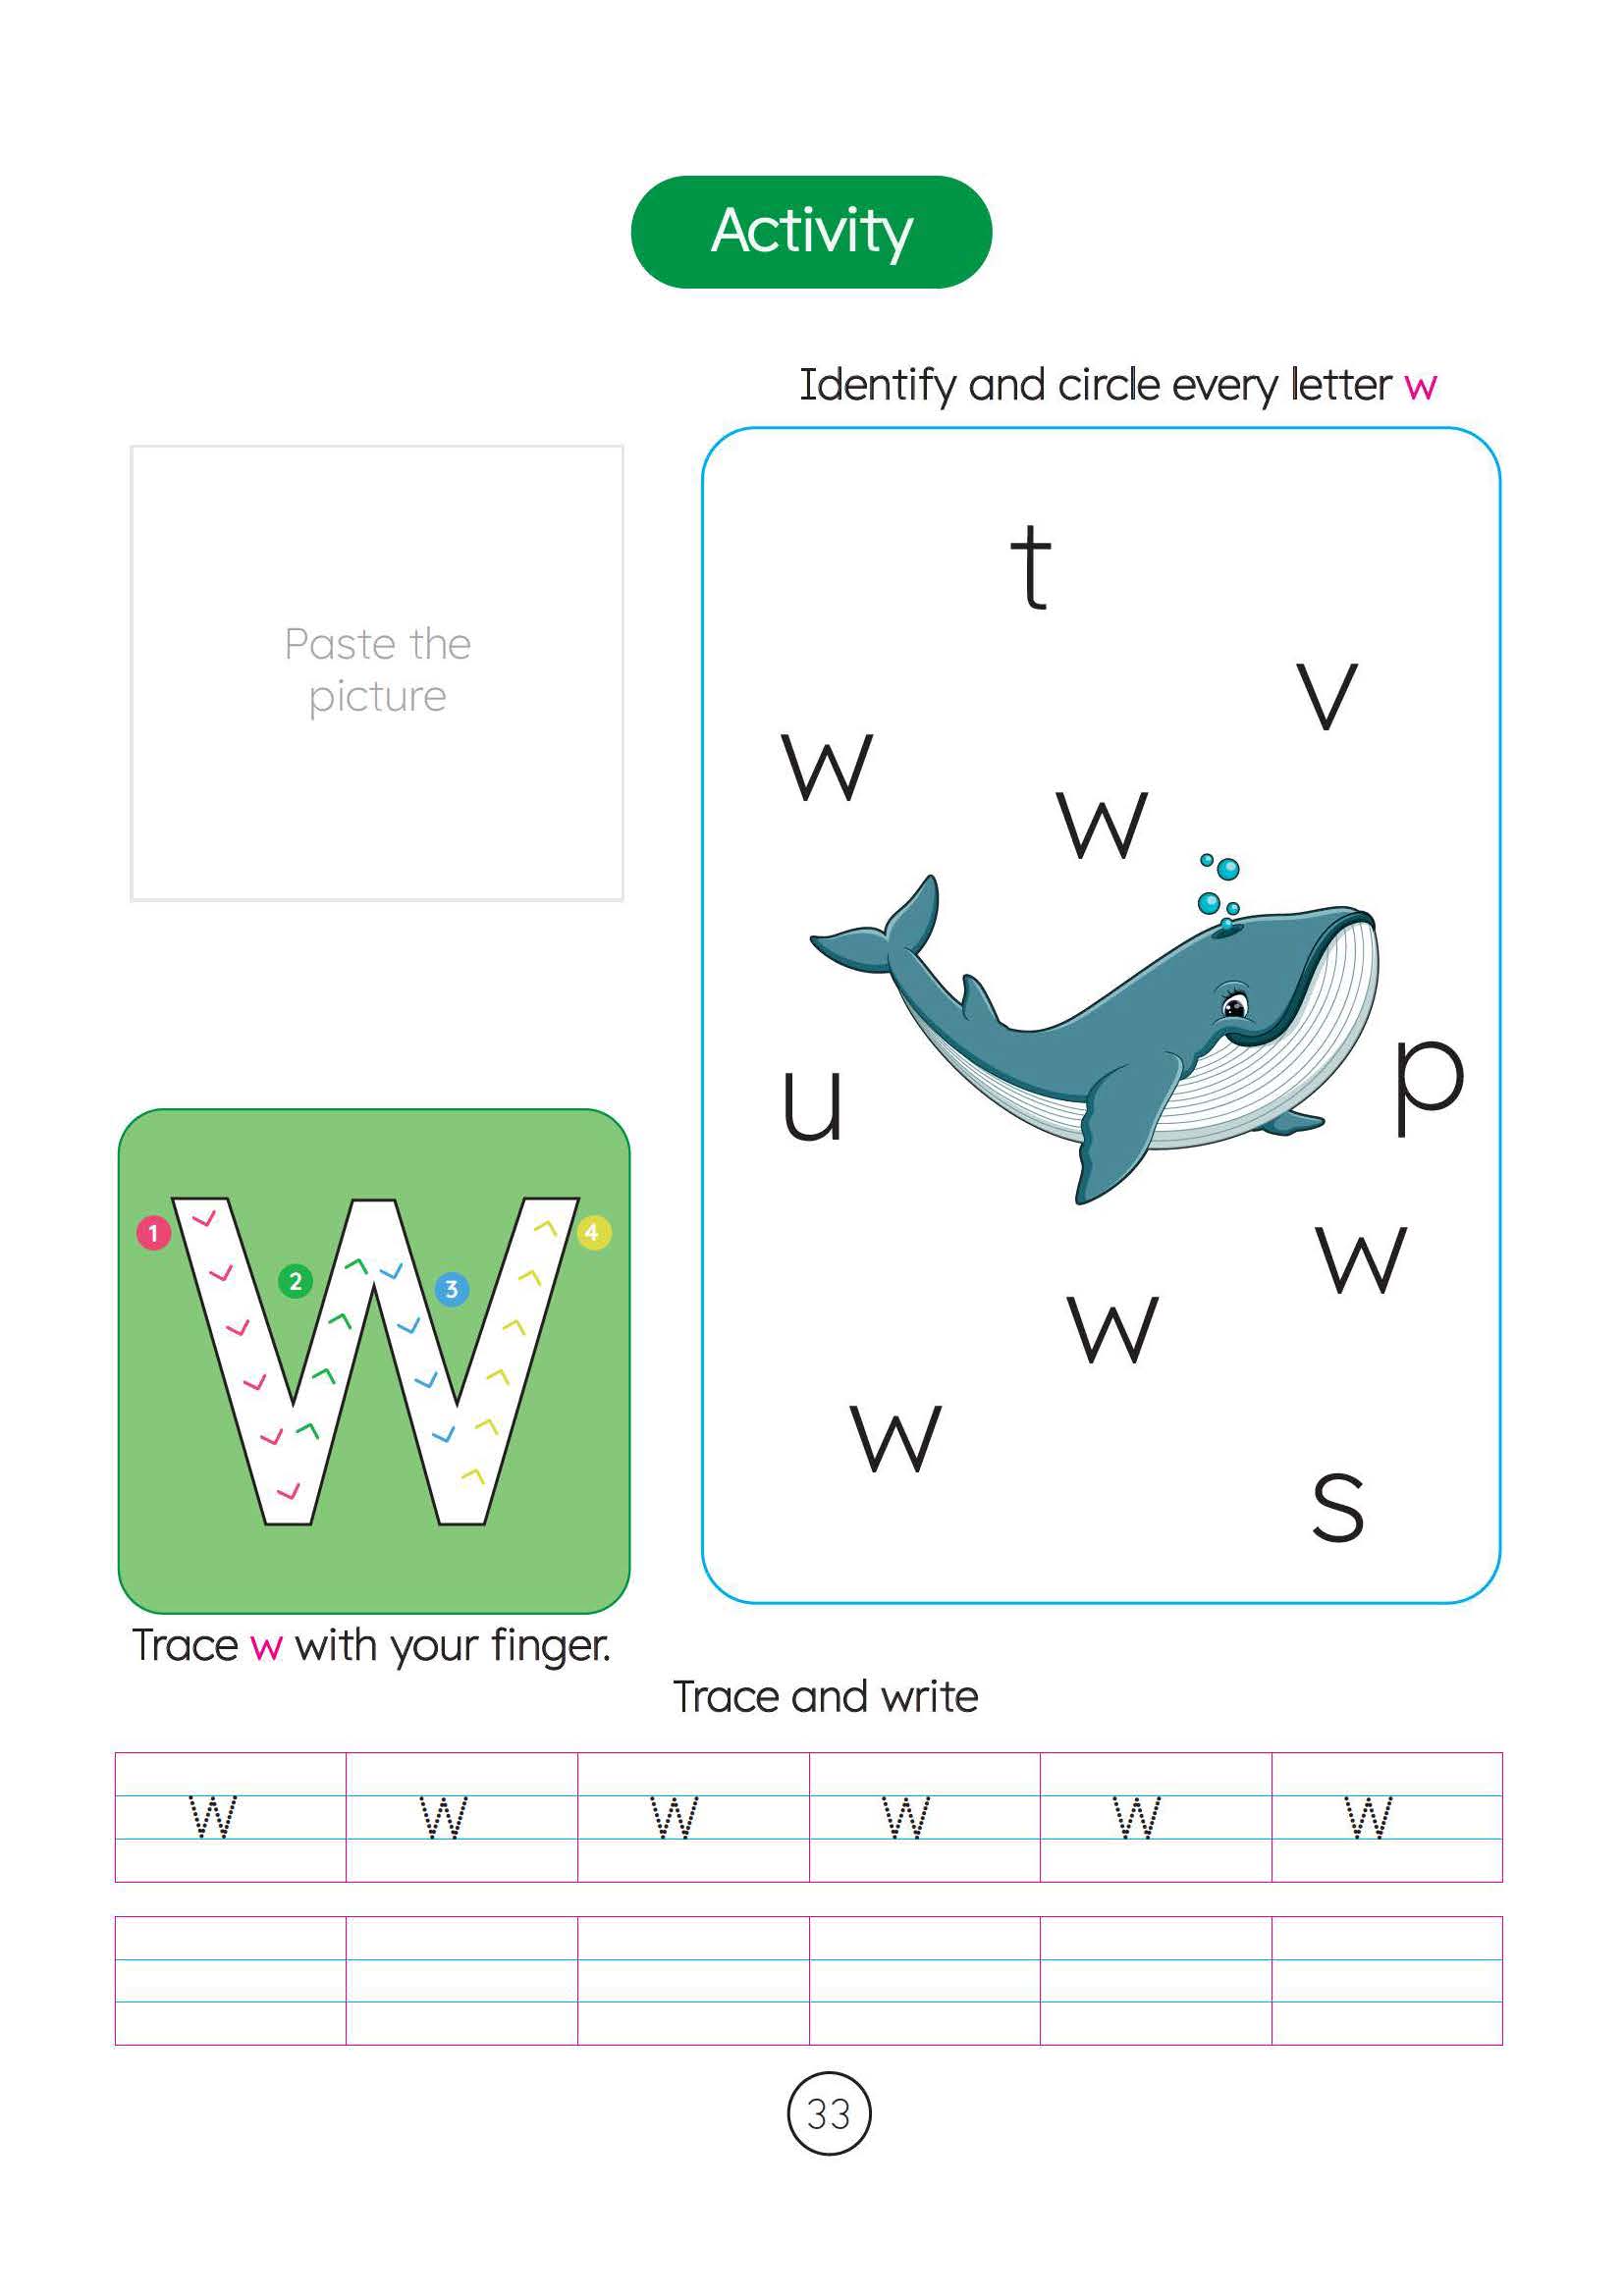 Activity
Identify and circle every letter w
Paste the
picture
t
v
w
w
u
p
w
w
w
s
W
1
2
3
4
Trace w with your finger.
Trace and write
w w w w w w
33